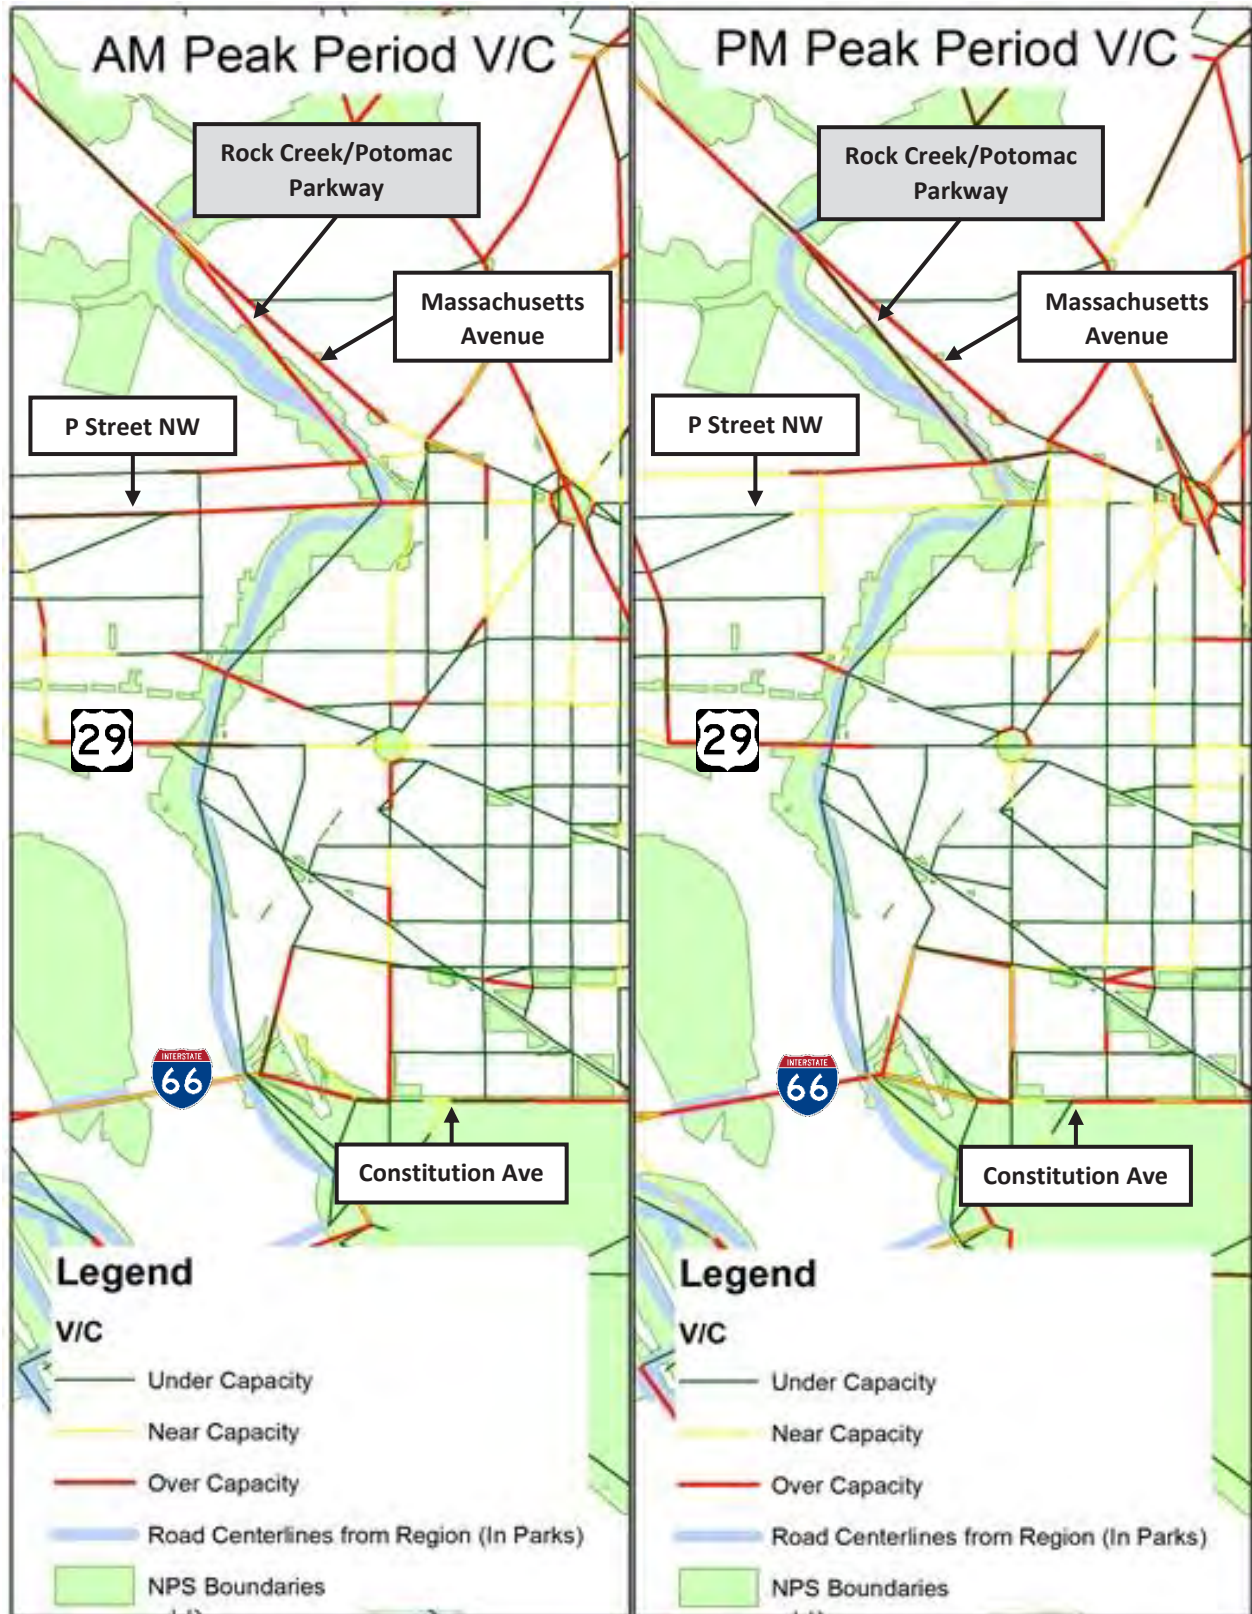 AM Peak Period V/C
Rock Creek/Potomac
Parkway
Massachusetts
Avenue
P Street NW
29
INTERSTATE
66
Constitution Ave
Legend
V/C
Under Capacity
Near Capacity
Over Capacity
Road Centerlines from Region (In Parks)
NPS Boundaries
PM Peak Period V/C
Rock Creek/Potomac
Parkway
Massachusetts
Avenue
P Street NW
29
INTERSTATE
66
Constitution Ave
Legend
V/C
Under Capacity
Near Capacity
Over Capacity
Road Centerlines from Region (In Parks)
NPS Boundaries